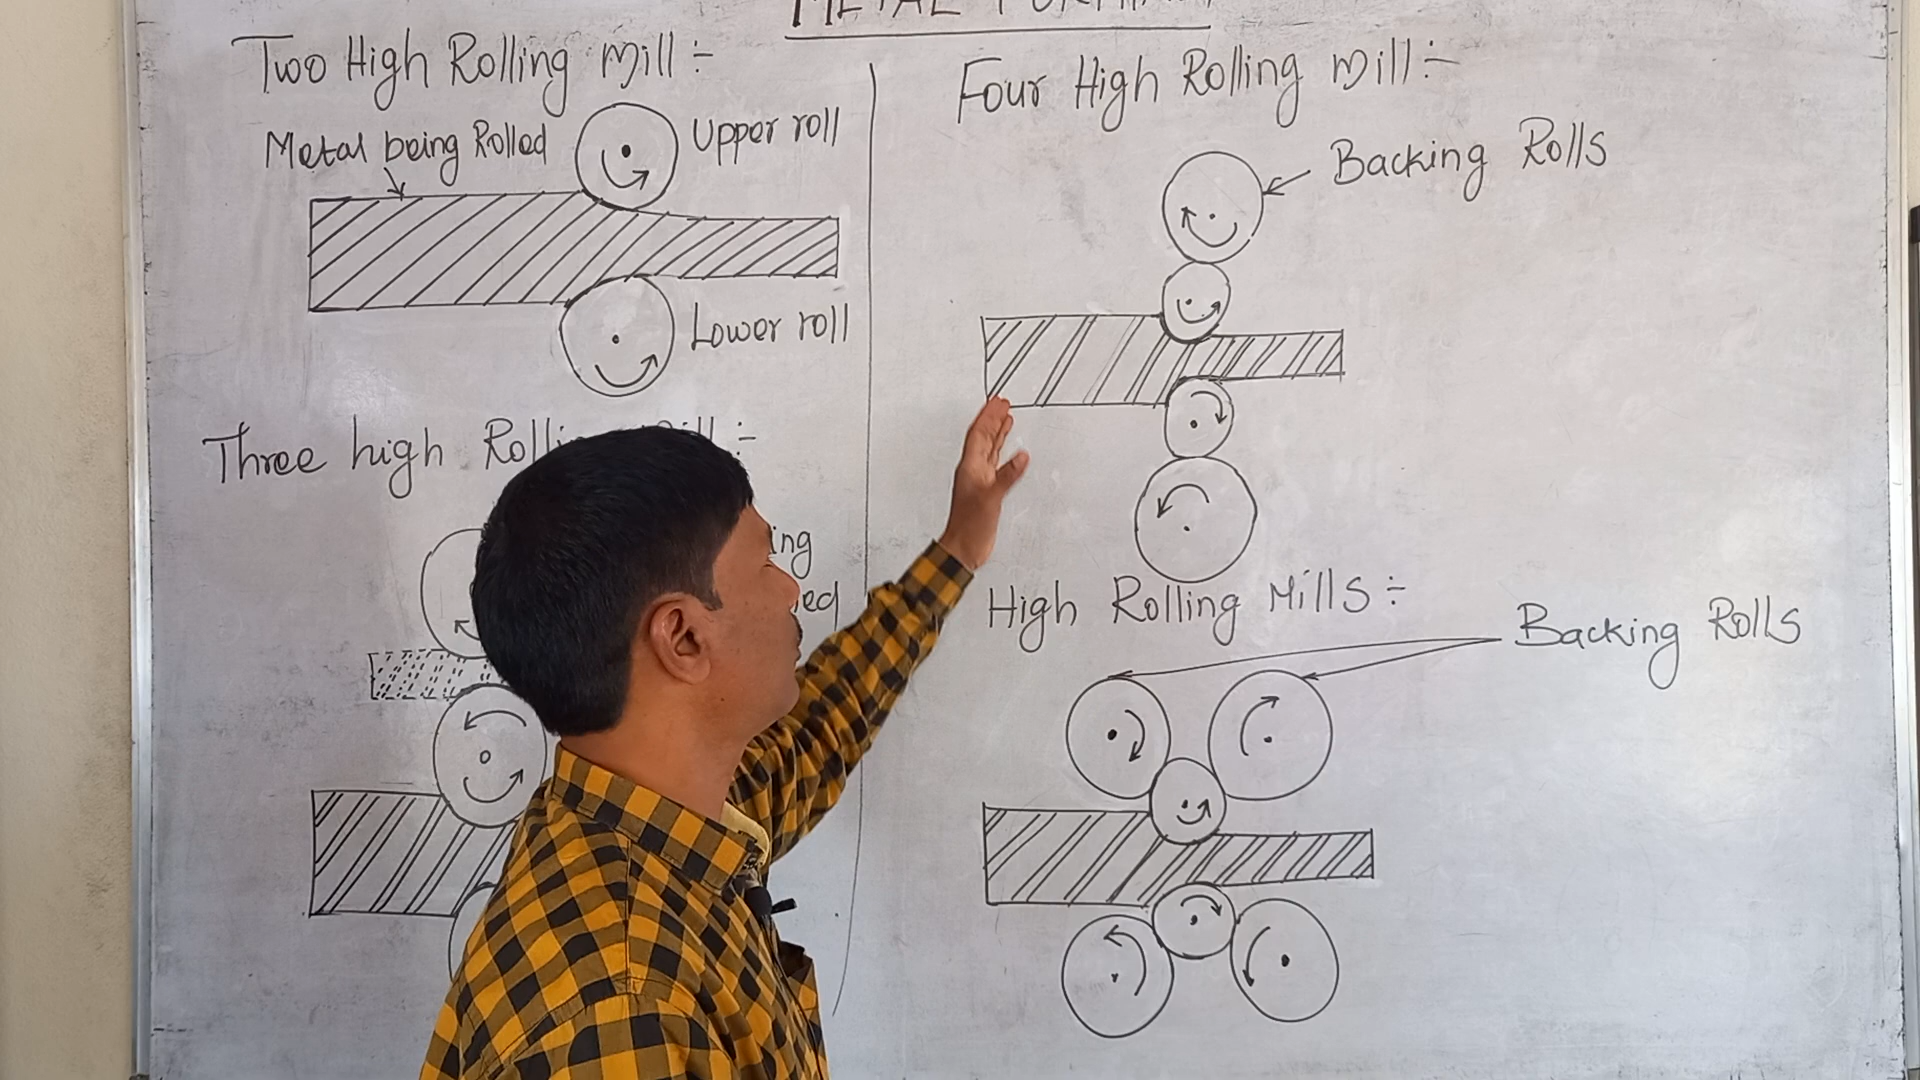 METAL
Two High Rolling Mill :-
Metal being Rolled
Upper roll
Lower roll
Three high
Four High Rolling Mill :-
Backing Rolls
High Rolling Mills :-
Backing Rolls